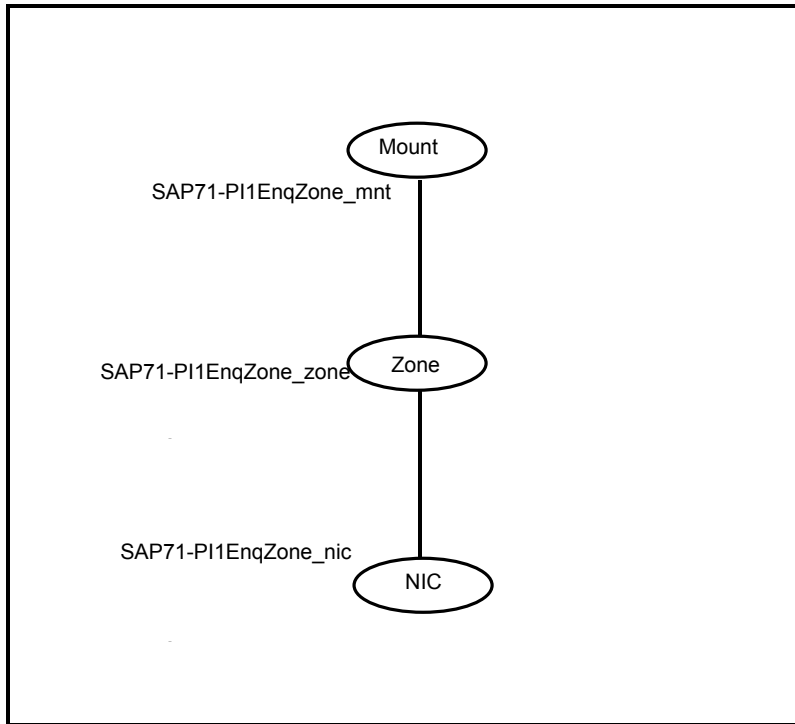 Mount
SAP71-PI1EnqZone_mnt
SAP71-PI1EnqZone_zone
Zone
SAP71-PI1EnqZone_nic
NIC